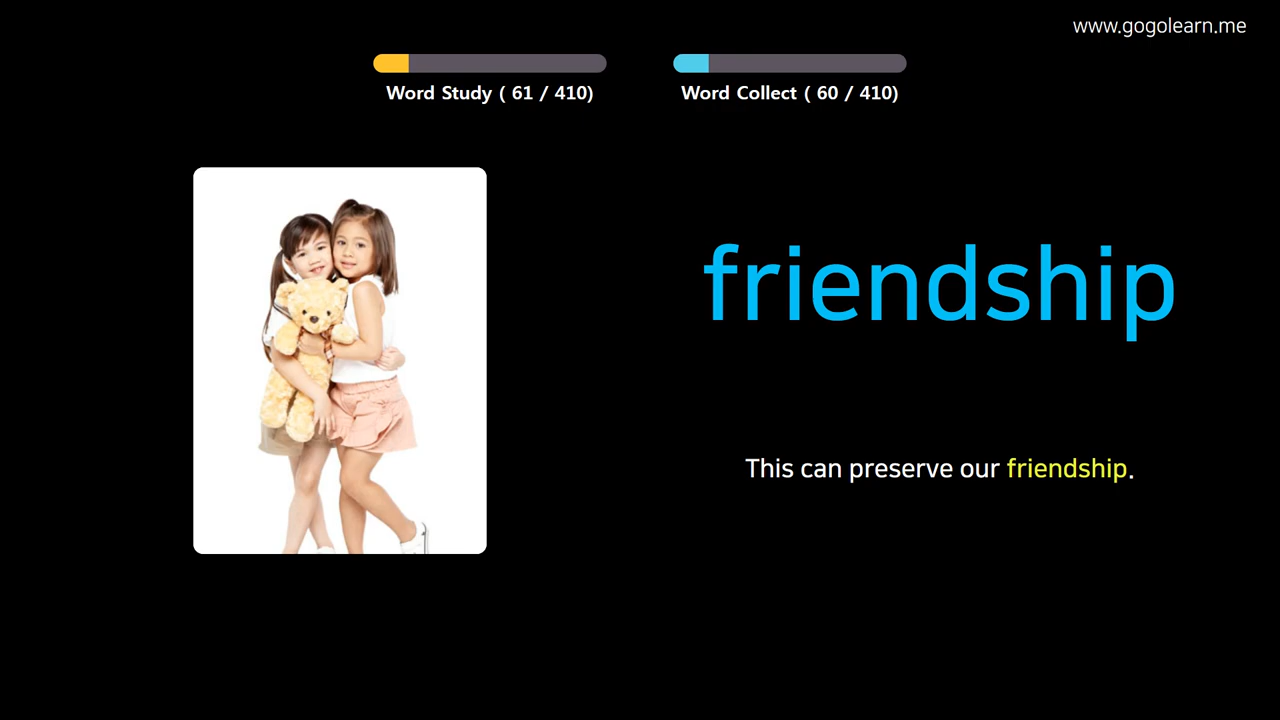 www.gogolearn.me
Word Study ( 61 / 410)
Word Collect ( 60 / 410)
friendship
This can preserve our friendship.